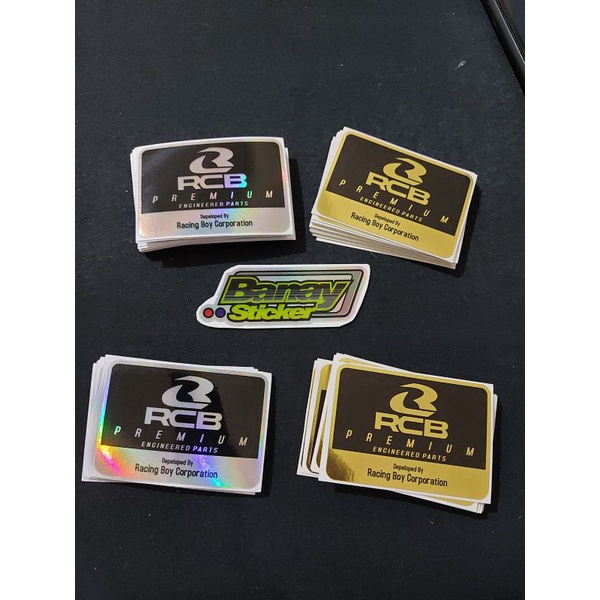 RCB
PREMIUM
ENGINEERED PARTS
Depeloped By
Racing Boy Corporation
RCB
PREMIUM
ENGINEERED PARTS
Depeloped By
Racing Boy Corporation
Banay
Sticker
RCB
PREMIUM
ENGINEERED PARTS
Depeloped By
Racing Boy Corporation
RCB
PREMIUM
ENGINEERED PARTS
Depeloped By
Racing Boy Corporation